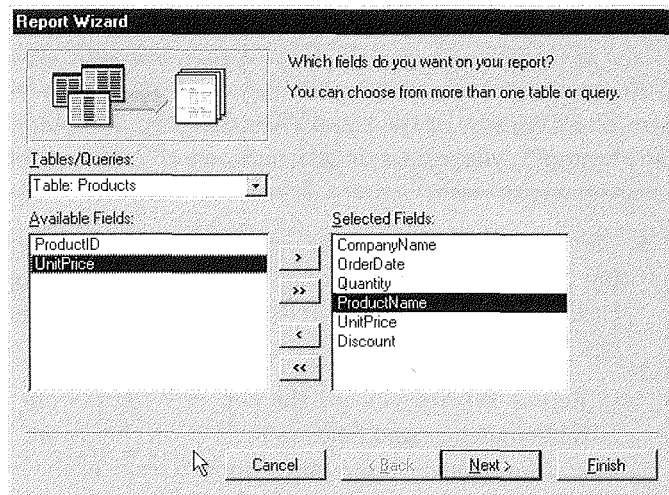 Report Wizard
Which fields do you want on your report?
You can choose from more than one table or query.
Tables/Queries:
Table: Products
Available Fields:
ProductID
UnitPrice
>
>>
<
<<
Selected Fields:
CompanyName
OrderDate
Quantity
ProductName
UnitPrice
Discount
Cancel
< Back
Next >
Finish